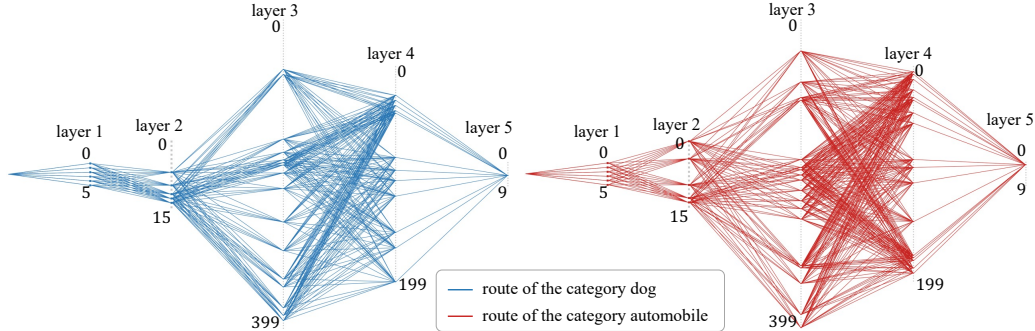 layer 3
0
layer 4
0
layer 1
0
5
layer 2
0
15
399
199
layer 5
0
9
layer 3
0
layer 4
0
layer 1
0
5
layer 2
0
15
399
199
layer 5
0
9
route of the category dog
route of the category automobile